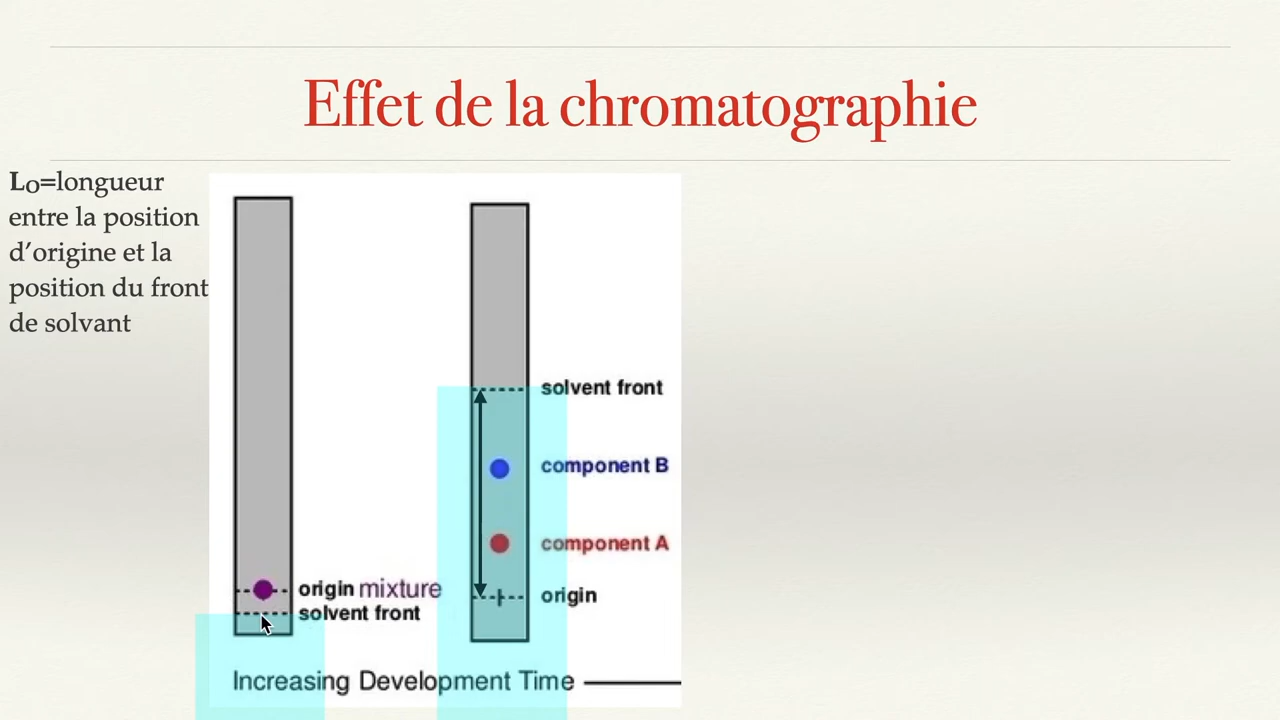 Effet de la chromatographie
Lo=longueur
entre la position
d’origine et la
position du front
de solvant
solvent front
component B
component A
origin mixture
origin
solvent front
Increasing Development Time